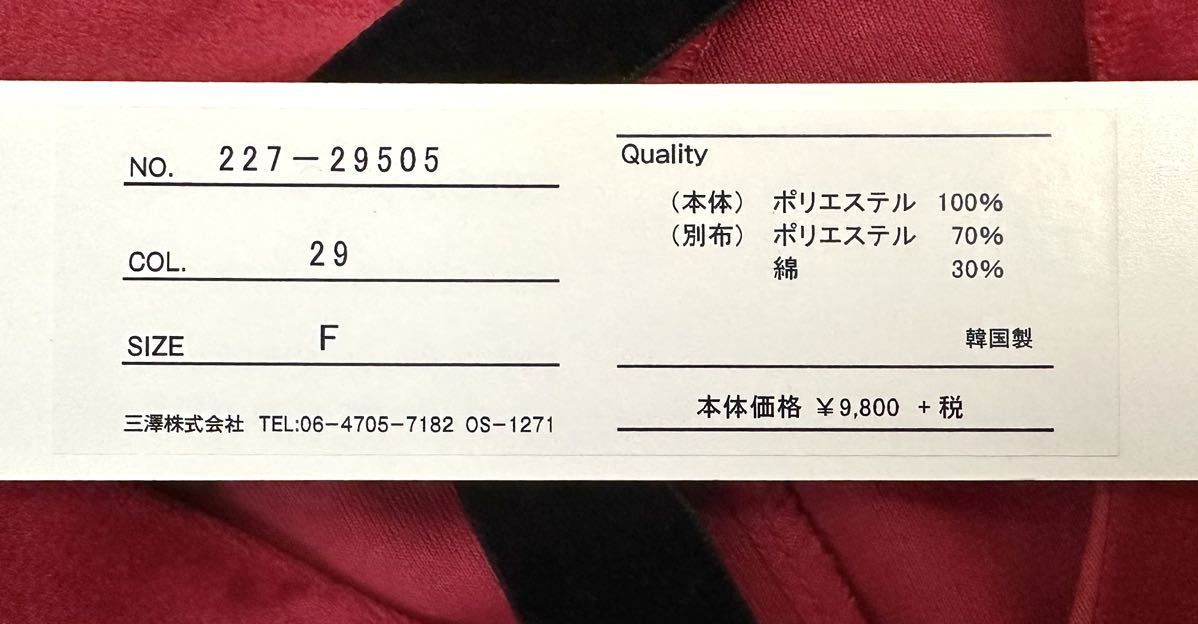 NO. 227-29505
COL. 29
SIZE F
三澤株式会社 TEL:06-4705-7182 OS-1271
Quality
(本体) ポリエステル 100%
(別布) ポリエステル 70%
綿 30%
韓国製
本体価格 ¥9,800 + 税